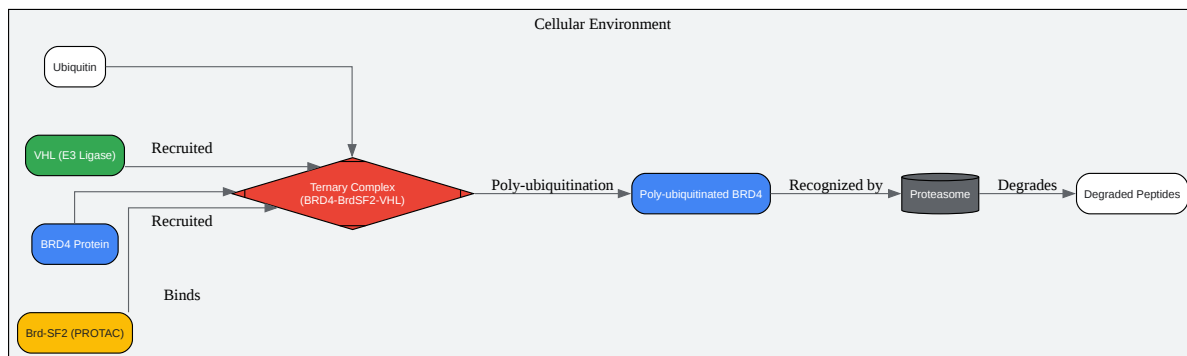 Cellular Environment
Ubiquitin
VHL (E3 Ligase)
Recruited
Ternary Complex
(BRD4-BrdSF2-VHL)
Poly-ubiquitination
Poly-ubiquitinated BRD4
Recognized by
Proteasome
Degrades
Degraded Peptides
Recruited
BRD4 Protein
Binds
Brd-SF2 (PROTAC)